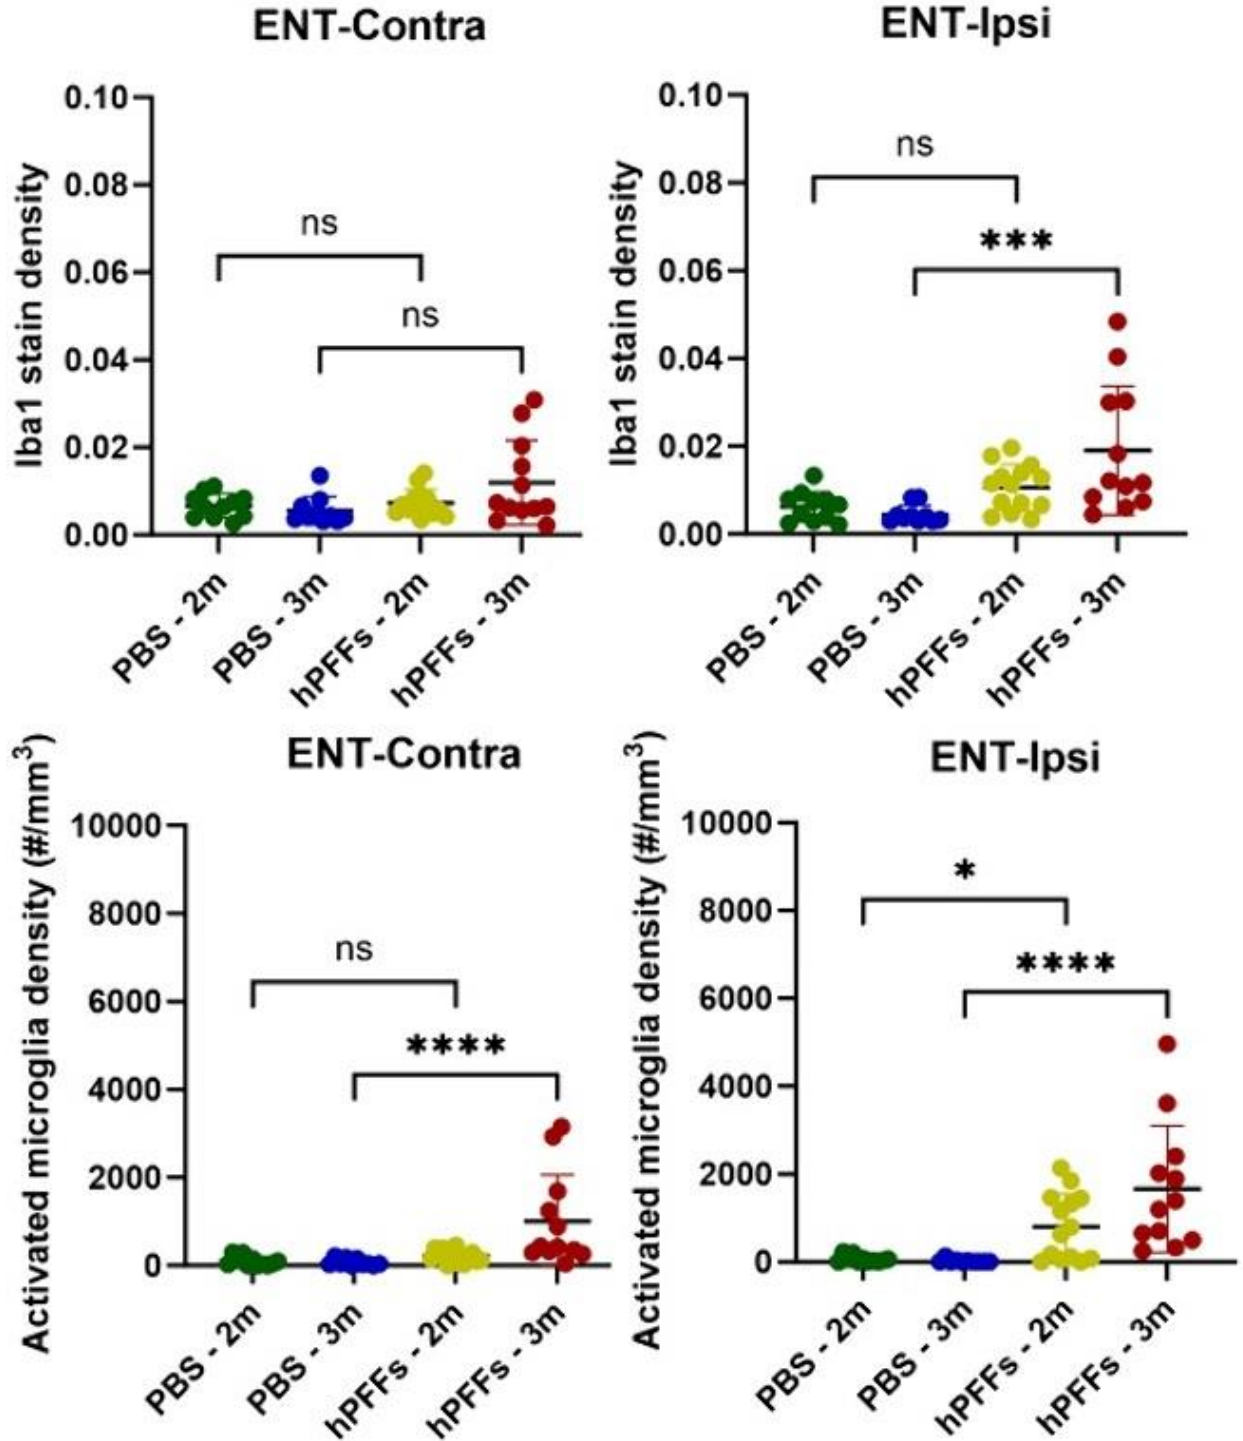 ENT-Contra
Iba1 stain density
0.10
0.08
0.06
0.04
0.02
0.00
ns
ns
PBS - 2m
PBS - 3m
hPFFs - 2m
hPFFs - 3m
ENT-Ipsi
Iba1 stain density
0.10
0.08
0.06
0.04
0.02
0.00
ns
***
PBS - 2m
PBS - 3m
hPFFs - 2m
hPFFs - 3m
ENT-Contra
Activated microglia density (#/mm³)
10000
8000
6000
4000
2000
0
ns
****
PBS - 2m
PBS - 3m
hPFFs - 2m
hPFFs - 3m
ENT-Ipsi
Activated microglia density (#/mm³)
10000
8000
6000
4000
2000
0
*
****
PBS - 2m
PBS - 3m
hPFFs - 2m
hPFFs - 3m